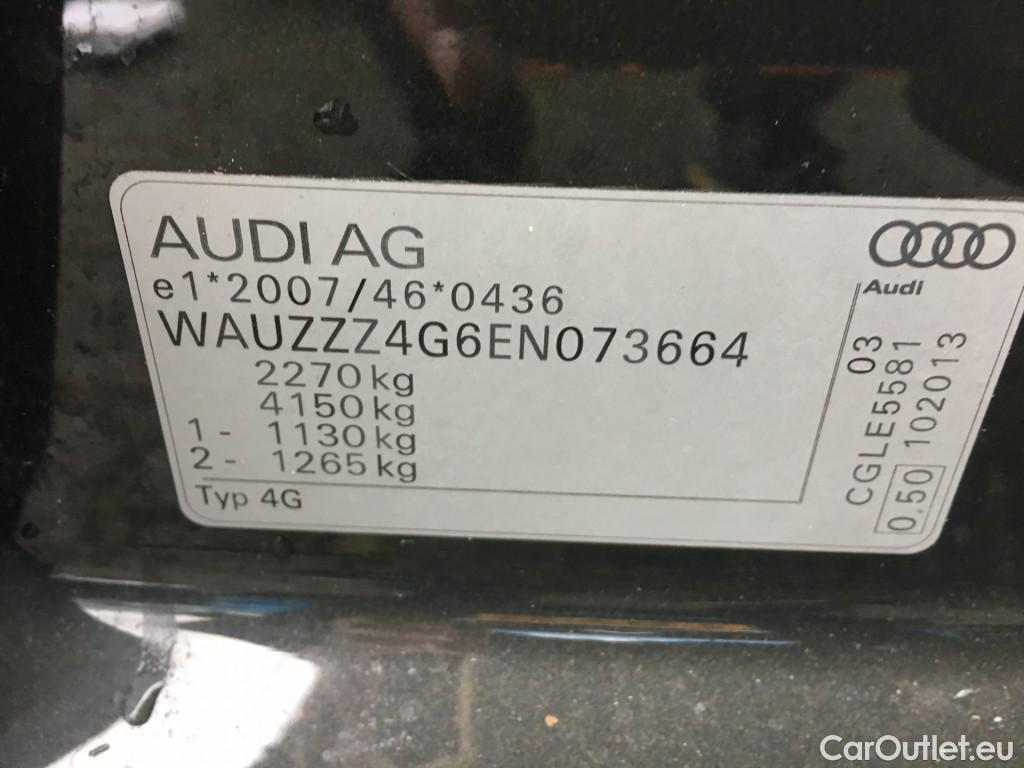 AUDI AG
e1*2007/46*0436
WAUZZZ4G6EN073664
2270 kg
4150 kg
1 - 1130 kg
2 - 1265 kg
Typ 4G
Audi
CGLE5581 03
0,50 102013
CarOutlet.eu